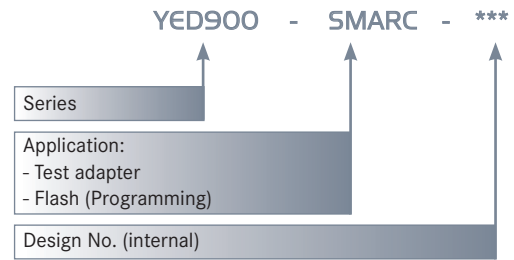 YED900 - SMARC - ***
Series
Application:
- Test adapter
- Flash (Programming)
Design No. (internal)